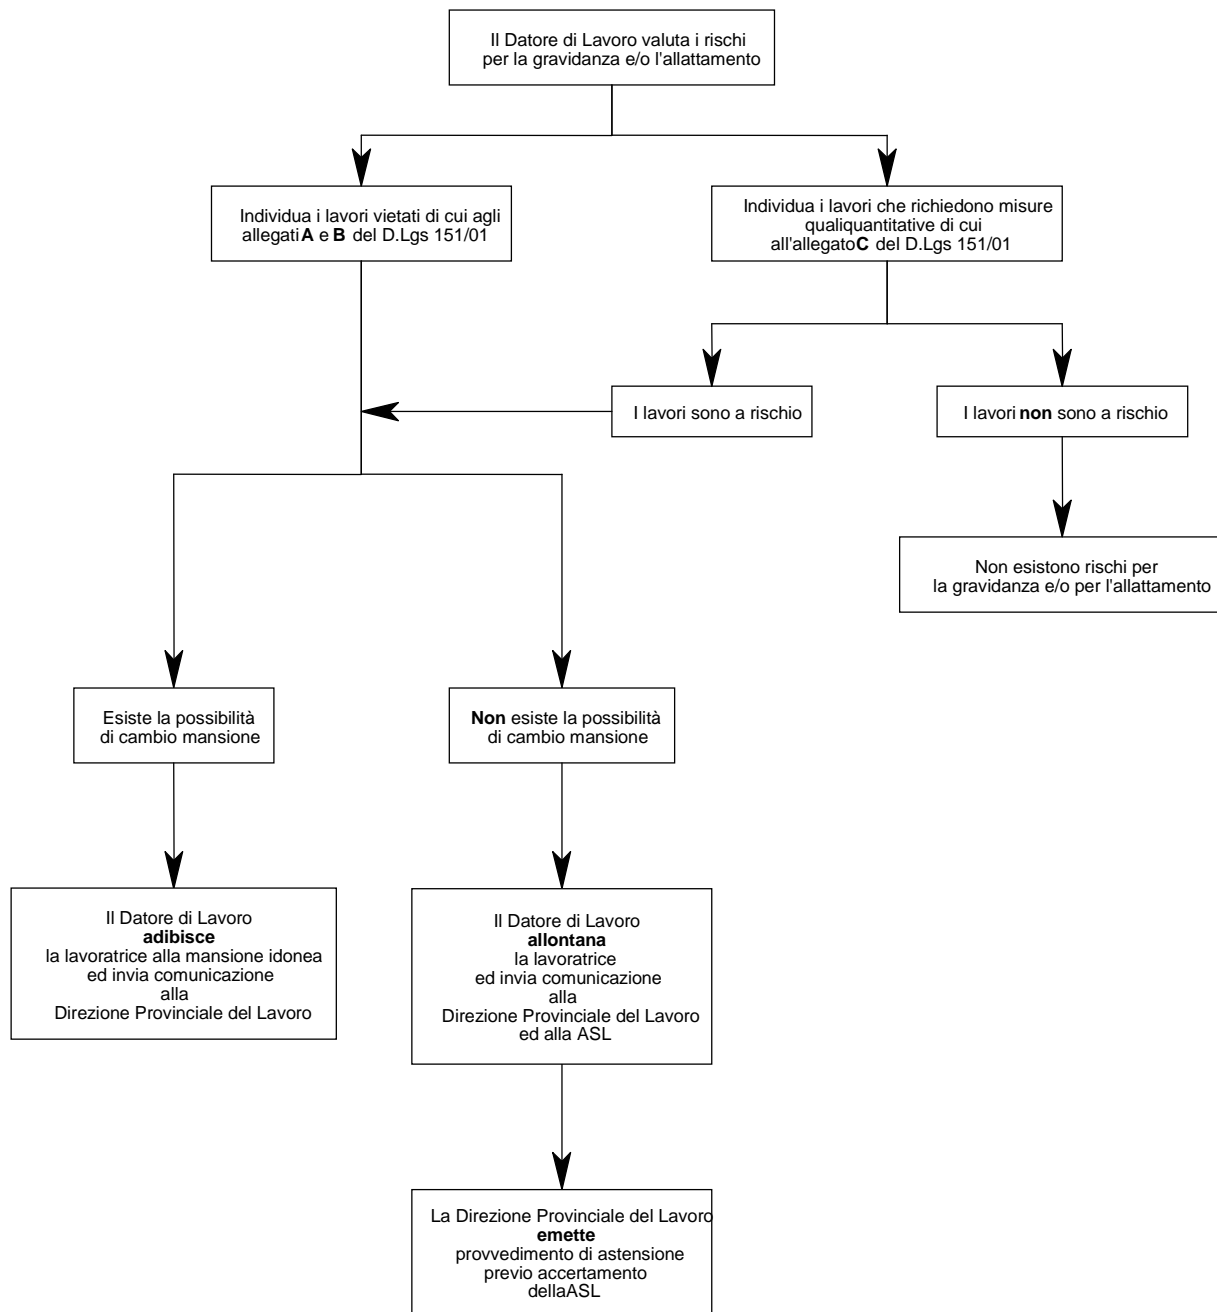 Il Datore di Lavoro valuta i rischi
per la gravidanza e/o l'allattamento
Individua i lavori vietati di cui agli
allegati A e B del D.Lgs 151/01
Individua i lavori che richiedono misure
qualiquantitative di cui
all'allegato C del D.Lgs 151/01
I lavori sono a rischio
I lavori non sono a rischio
Non esistono rischi per
la gravidanza e/o per l'allattamento
Esiste la possibilità
di cambio mansione
Non esiste la possibilità
di cambio mansione
Il Datore di Lavoro
adibisce
la lavoratrice alla mansione idonea
ed invia comunicazione
alla
Direzione Provinciale del Lavoro
Il Datore di Lavoro
allontana
la lavoratrice
ed invia comunicazione
alla
Direzione Provinciale del Lavoro
ed alla ASL
La Direzione Provinciale del Lavoro
emette
provvedimento di astensione
previo accertamento
dellaASL